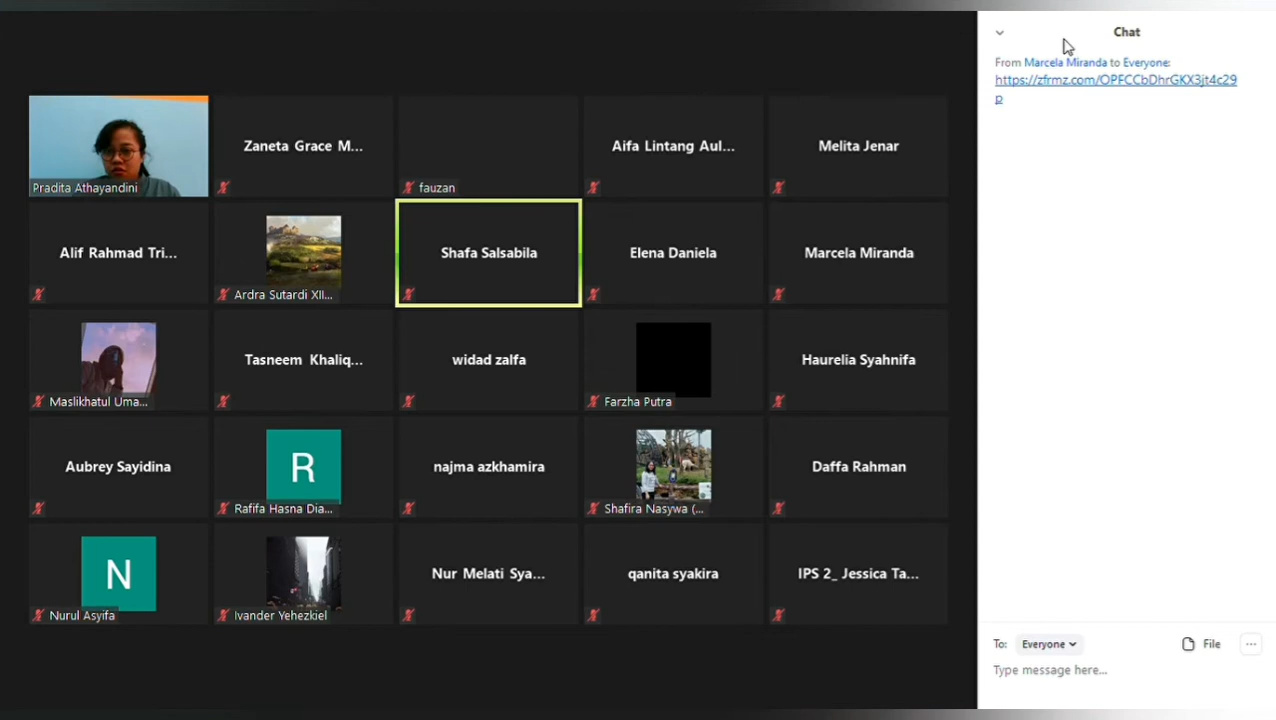 Chat
From Marcela Miranda to Everyone:
https://zfrmz.com/OPFCCbDhrGKX3jt4c29
p
Pradita Athayandini
Zaneta Grace M...
fauzan
Aifa Lintang Aul...
Melita Jenar
Alif Rahmad Tri...
Ardra Sutardi XII...
Shafa Salsabila
Elena Daniela
Marcela Miranda
Maslikhatul Uma...
Tasneem Khaliq...
widad zalfa
Farzha Putra
Haurelia Syahnifa
Aubrey Sayidina
R
Rafifa Hasna Dia...
najma azkhamira
Shafira Nasywa (...
Daffa Rahman
N
Nurul Asyifa
Ivander Yehezkiel
Nur Melati Sya...
qanita syakira
IPS 2_ Jessica Ta...
To: Everyone File ...
Type message here...